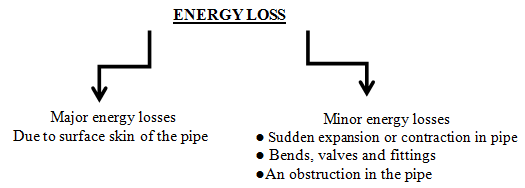 ENERGY LOSS
Major energy losses
Due to surface skin of the pipe
Minor energy losses
● Sudden expansion or contraction in pipe
● Bends, valves and fittings
●An obstruction in the pipe